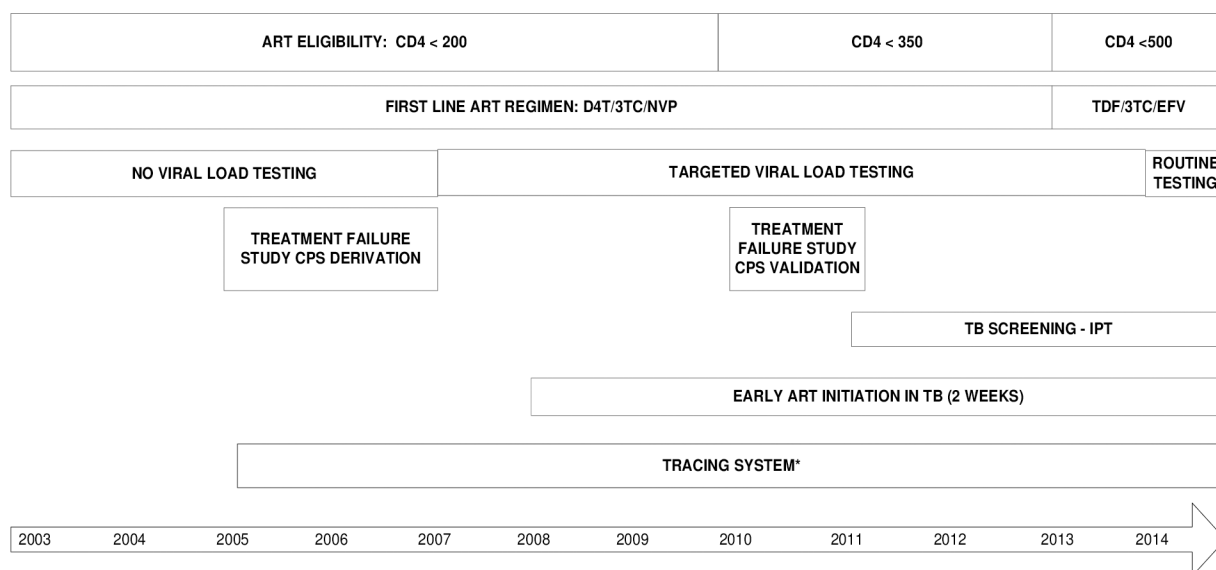 ART ELIGIBILITY: CD4 < 200
CD4 < 350
CD4 <500
FIRST LINE ART REGIMEN: D4T/3TC/NVP
TDF/3TC/EFV
NO VIRAL LOAD TESTING
TARGETED VIRAL LOAD TESTING
ROUTINE
TESTING
TREATMENT FAILURE
STUDY CPS DERIVATION
TREATMENT
FAILURE STUDY
CPS VALIDATION
TB SCREENING - IPT
EARLY ART INITIATION IN TB (2 WEEKS)
TRACING SYSTEM*
2003 2004 2005 2006 2007 2008 2009 2010 2011 2012 2013 2014